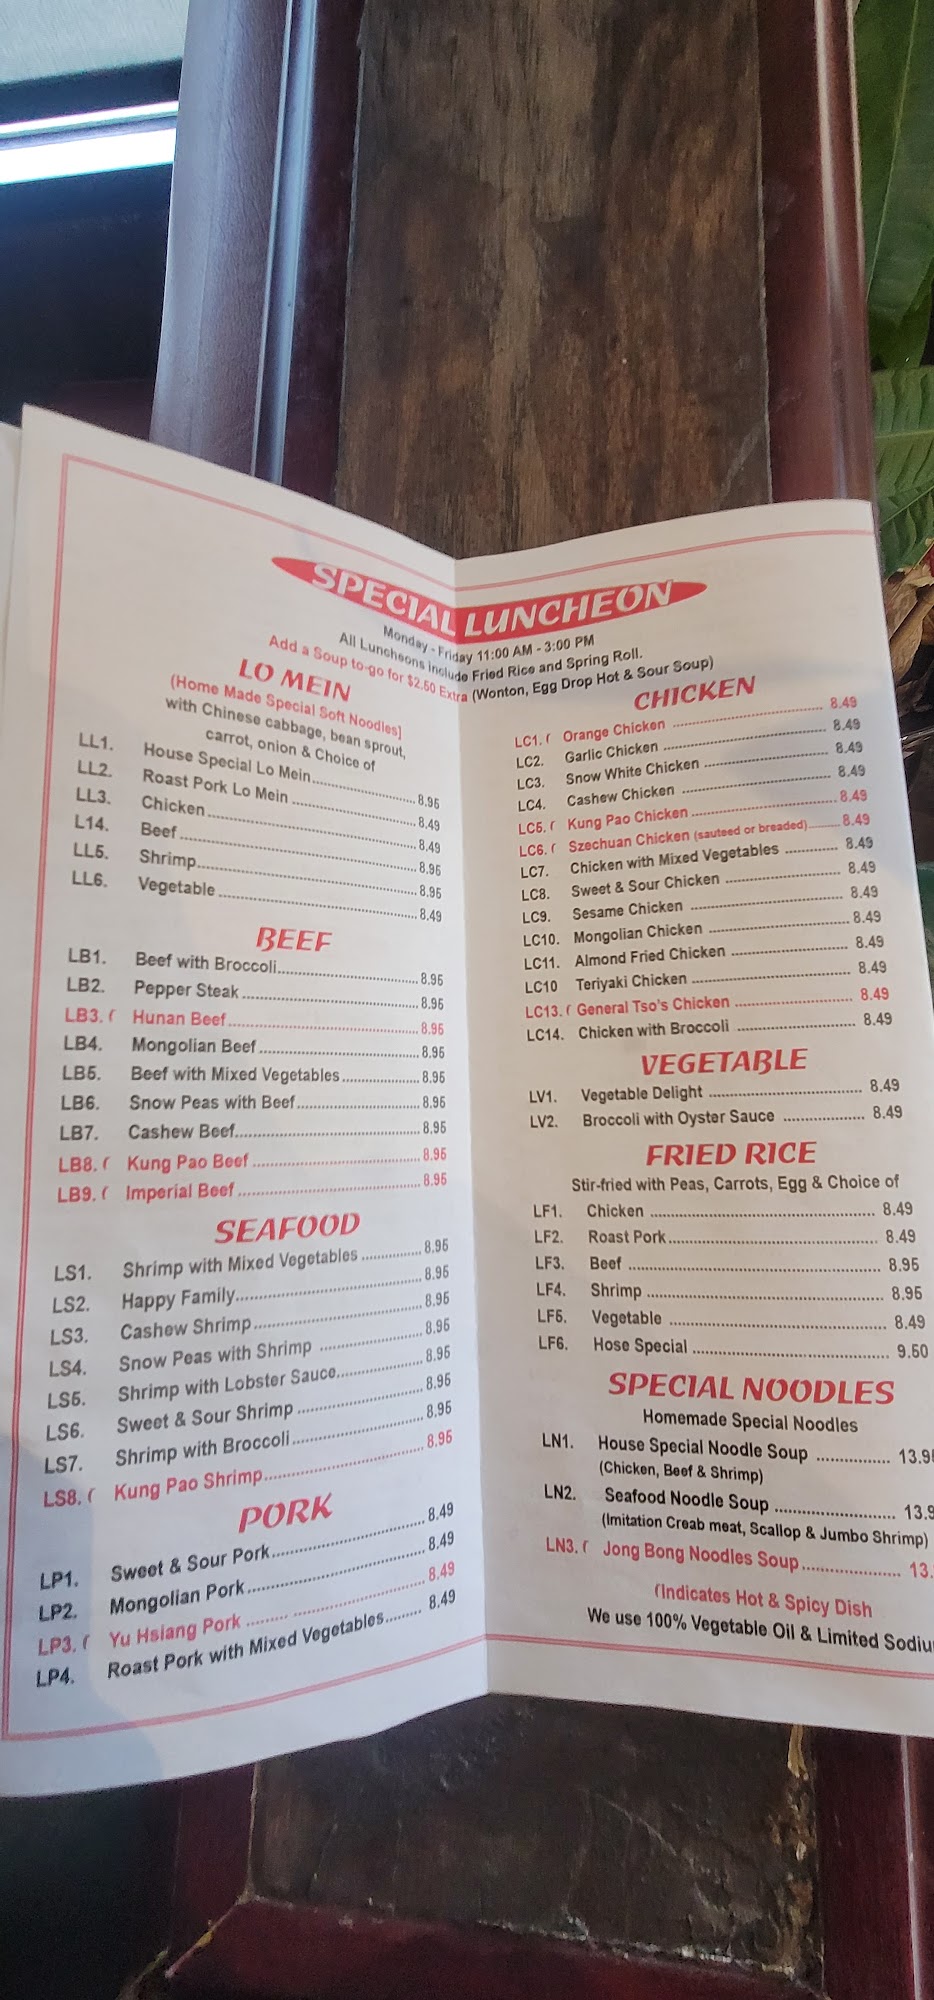 SPECIAL LUNCHEON
Monday - Friday 11:00 AM - 3:00 PM
All Luncheons include Fried Rice and Spring Roll.
Add a Soup to-go for $2.50 Extra (Wonton, Egg Drop Hot & Sour Soup)
LO MEIN
(Home Made Special Soft Noodles]
with Chinese cabbage, bean sprout,
carrot, onion & Choice of
LL1. House Special Lo Mein 8.95
LL2. Roast Pork Lo Mein 8.49
LL3. Chicken 8.49
L14. Beef 8.95
LL5. Shrimp 8.95
LL6. Vegetable 8.49
BEEF
LB1. Beef with Broccoli 8.95
LB2. Pepper Steak 8.95
LB3. ( Hunan Beef 8.95
LB4. Mongolian Beef 8.95
LB5. Beef with Mixed Vegetables 8.95
LB6. Snow Peas with Beef 8.95
LB7. Cashew Beef 8.95
LB8. ( Kung Pao Beef 8.95
LB9. ( Imperial Beef 8.95
SEAFOOD
LS1. Shrimp with Mixed Vegetables 8.95
LS2. Happy Family 8.95
LS3. Cashew Shrimp 8.95
LS4. Snow Peas with Shrimp 8.95
LS5. Shrimp with Lobster Sauce 8.95
LS6. Sweet & Sour Shrimp 8.95
LS7. Shrimp with Broccoli 8.95
LS8. ( Kung Pao Shrimp 8.95
PORK
LP1. Sweet & Sour Pork 8.49
LP2. Mongolian Pork 8.49
LP3. ( Yu Hsiang Pork 8.49
LP4. Roast Pork with Mixed Vegetables 8.49
CHICKEN
LC1. ( Orange Chicken 8.49
LC2. Garlic Chicken 8.49
LC3. Snow White Chicken 8.49
LC4. Cashew Chicken 8.49
LC5. ( Kung Pao Chicken 8.49
LC6. ( Szechuan Chicken (sauteed or breaded) 8.49
LC7. Chicken with Mixed Vegetables 8.49
LC8. Sweet & Sour Chicken 8.49
LC9. Sesame Chicken 8.49
LC10. Mongolian Chicken 8.49
LC11. Almond Fried Chicken 8.49
LC10 Teriyaki Chicken 8.49
LC13. ( General Tso's Chicken 8.49
LC14. Chicken with Broccoli 8.49
VEGETABLE
LV1. Vegetable Delight 8.49
LV2. Broccoli with Oyster Sauce 8.49
FRIED RICE
Stir-fried with Peas, Carrots, Egg & Choice of
LF1. Chicken 8.49
LF2. Roast Pork 8.49
LF3. Beef 8.95
LF4. Shrimp 8.95
LF5. Vegetable 8.49
LF6. Hose Special 9.50
SPECIAL NOODLES
Homemade Special Noodles
LN1. House Special Noodle Soup 13.9
(Chicken, Beef & Shrimp)
LN2. Seafood Noodle Soup 13.9
(Imitation Creab meat, Scallop & Jumbo Shrimp)
LN3. ( Jong Bong Noodles Soup 13.
(Indicates Hot & Spicy Dish
We use 100% Vegetable Oil & Limited Sodiu